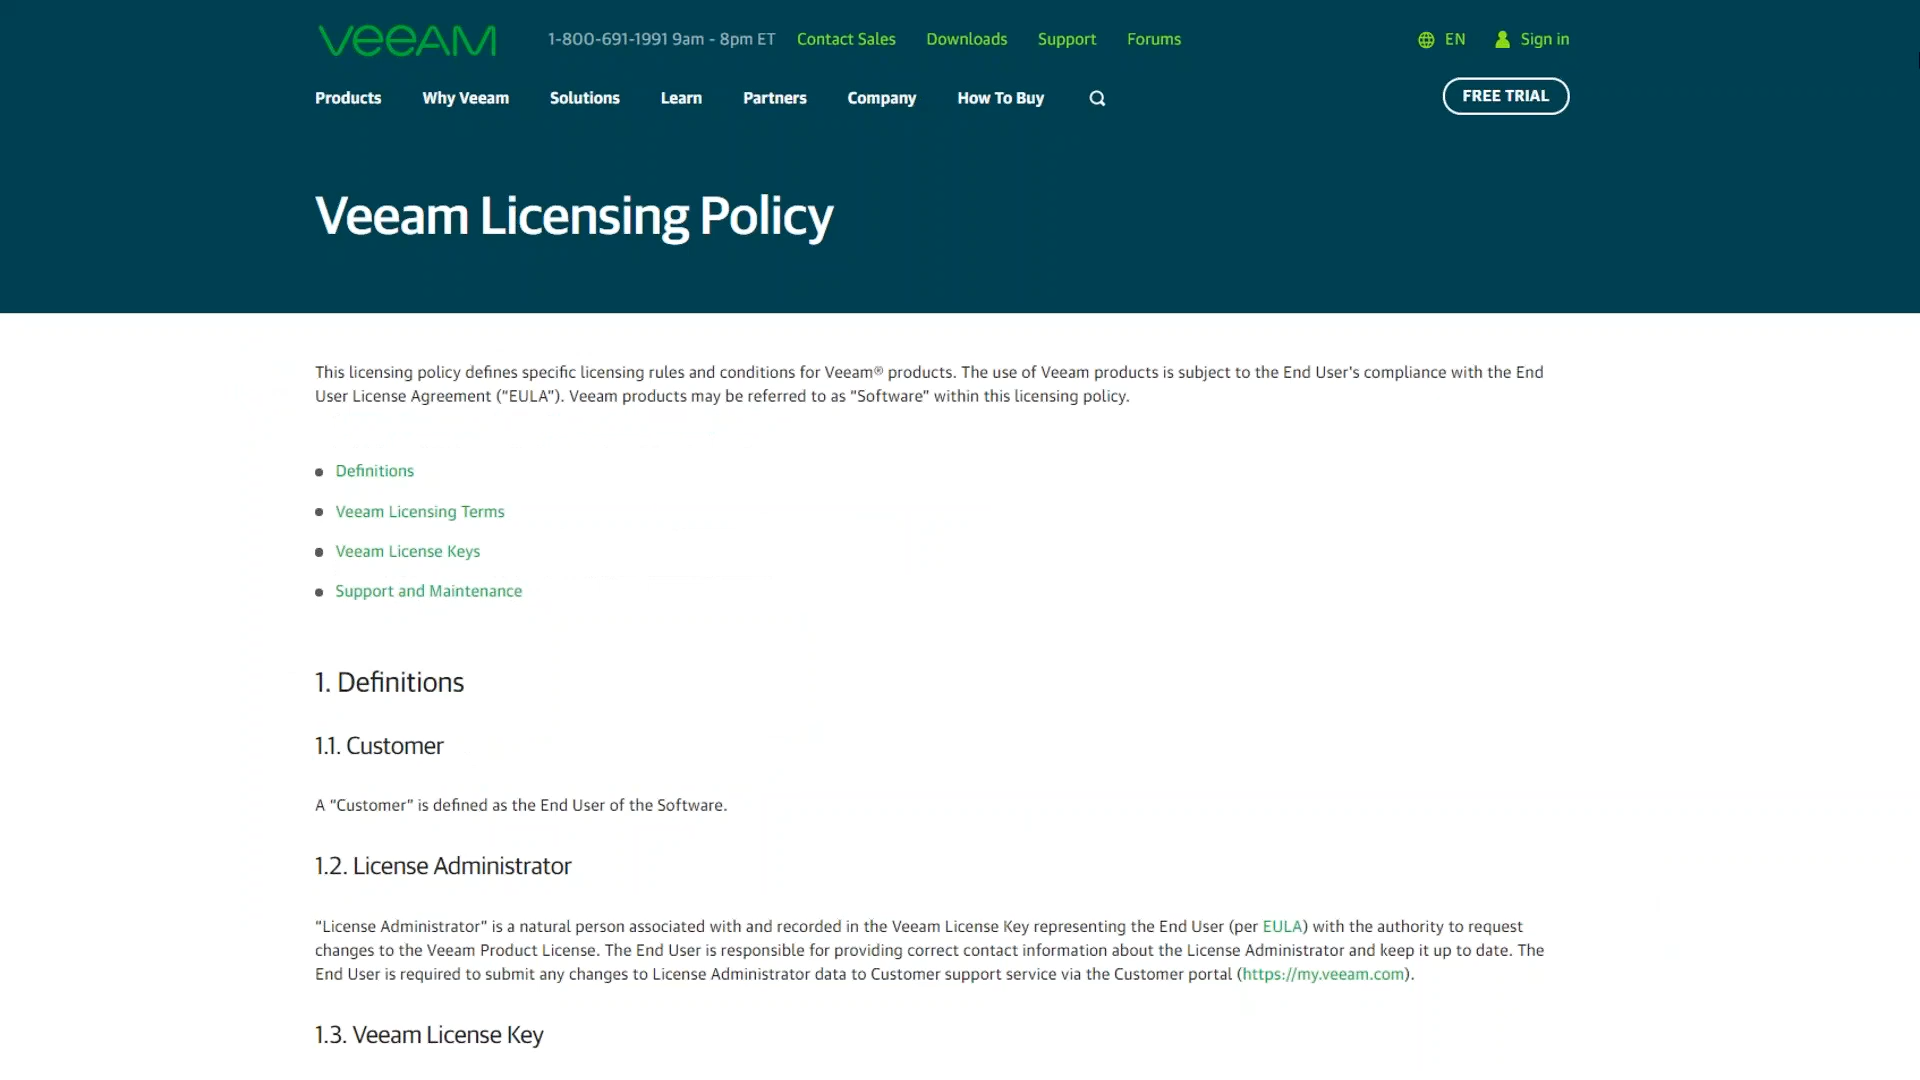 VEEAM 1-800-691-1991 9am - 8pm ET Contact Sales Downloads Support Forums EN Sign in
Products Why Veeam Solutions Learn Partners Company How To Buy FREE TRIAL
Veeam Licensing Policy
This licensing policy defines specific licensing rules and conditions for Veeam® products. The use of Veeam products is subject to the End User's compliance with the End
User License Agreement (“EULA”). Veeam products may be referred to as “Software” within this licensing policy.
Definitions
Veeam Licensing Terms
Veeam License Keys
Support and Maintenance
1. Definitions
1.1. Customer
A “Customer” is defined as the End User of the Software.
1.2. License Administrator
“License Administrator” is a natural person associated with and recorded in the Veeam License Key representing the End User (per EULA) with the authority to request
changes to the Veeam Product License. The End User is responsible for providing correct contact information about the License Administrator and keep it up to date. The
End User is required to submit any changes to License Administrator data to Customer support service via the Customer portal (https://my.veeam.com).
1.3. Veeam License Key